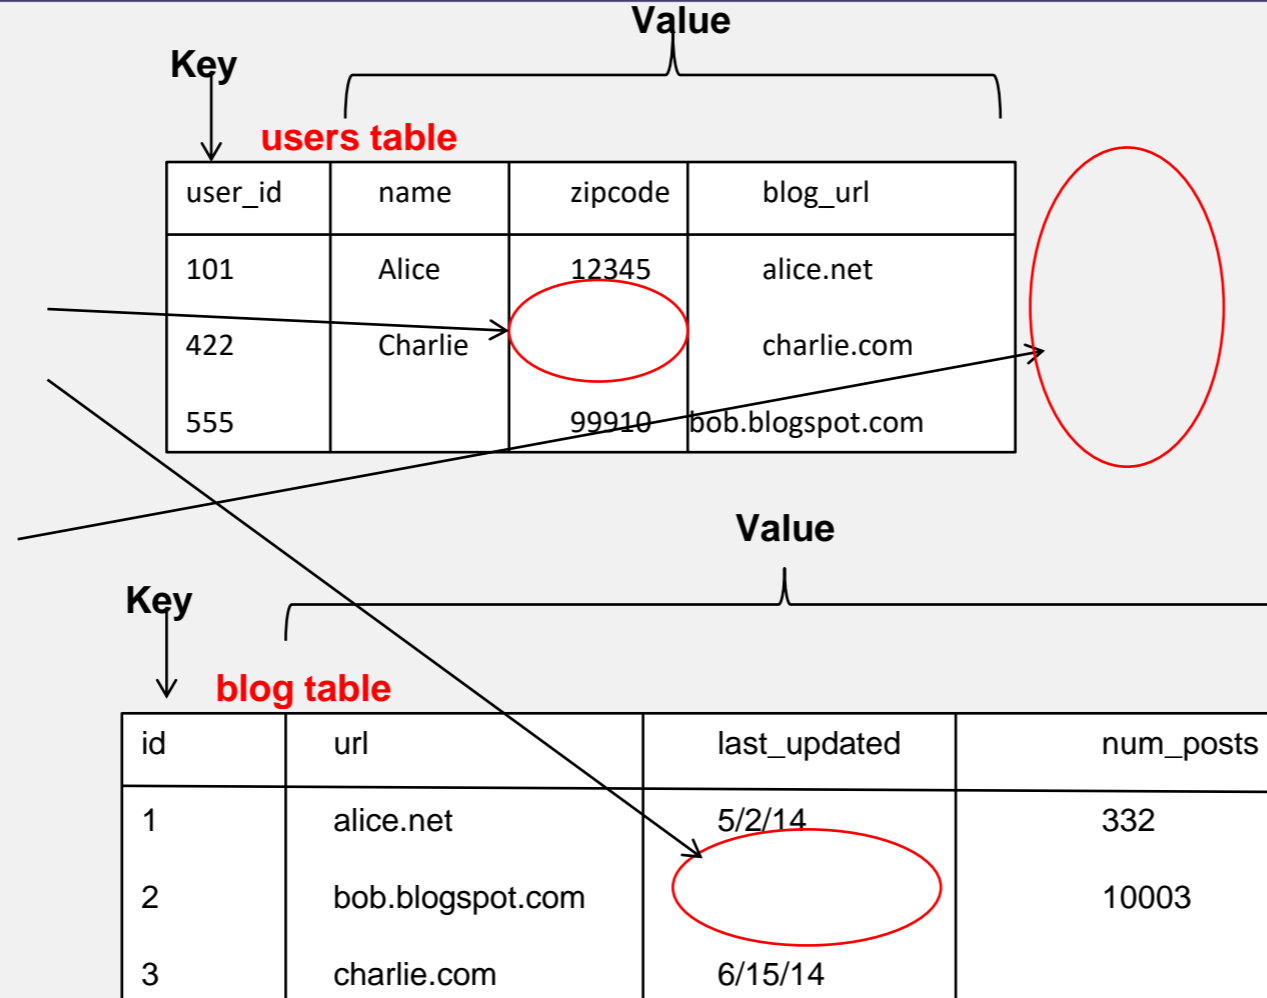 Value
Key
users table
user_id name zipcode blog_url
101 Alice 12345 alice.net
422 Charlie charlie.com
555 99910 bob.blogspot.com
Value
Key
blog table
id url last_updated num_posts
1 alice.net 5/2/14 332
2 bob.blogspot.com 10003
3 charlie.com 6/15/14